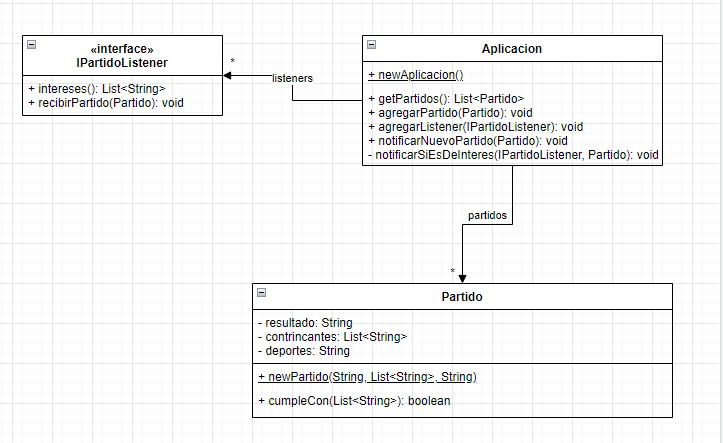 «interface»
IPartidoListener
+ intereses(): List<String>
+ recibirPartido(Partido): void
*
listeners
Aplicacion
+ newAplicacion()
+ getPartidos(): List<Partido>
+ agregarPartido(Partido): void
+ agregarListener(IPartidoListener): void
+ notificarNuevoPartido(Partido): void
- notificarSiEsDeInteres(IPartidoListener, Partido): void
partidos
*
Partido
- resultado: String
- contrincantes: List<String>
- deportes: String
+ newPartido(String, List<String>, String)
+ cumpleCon(List<String>): boolean